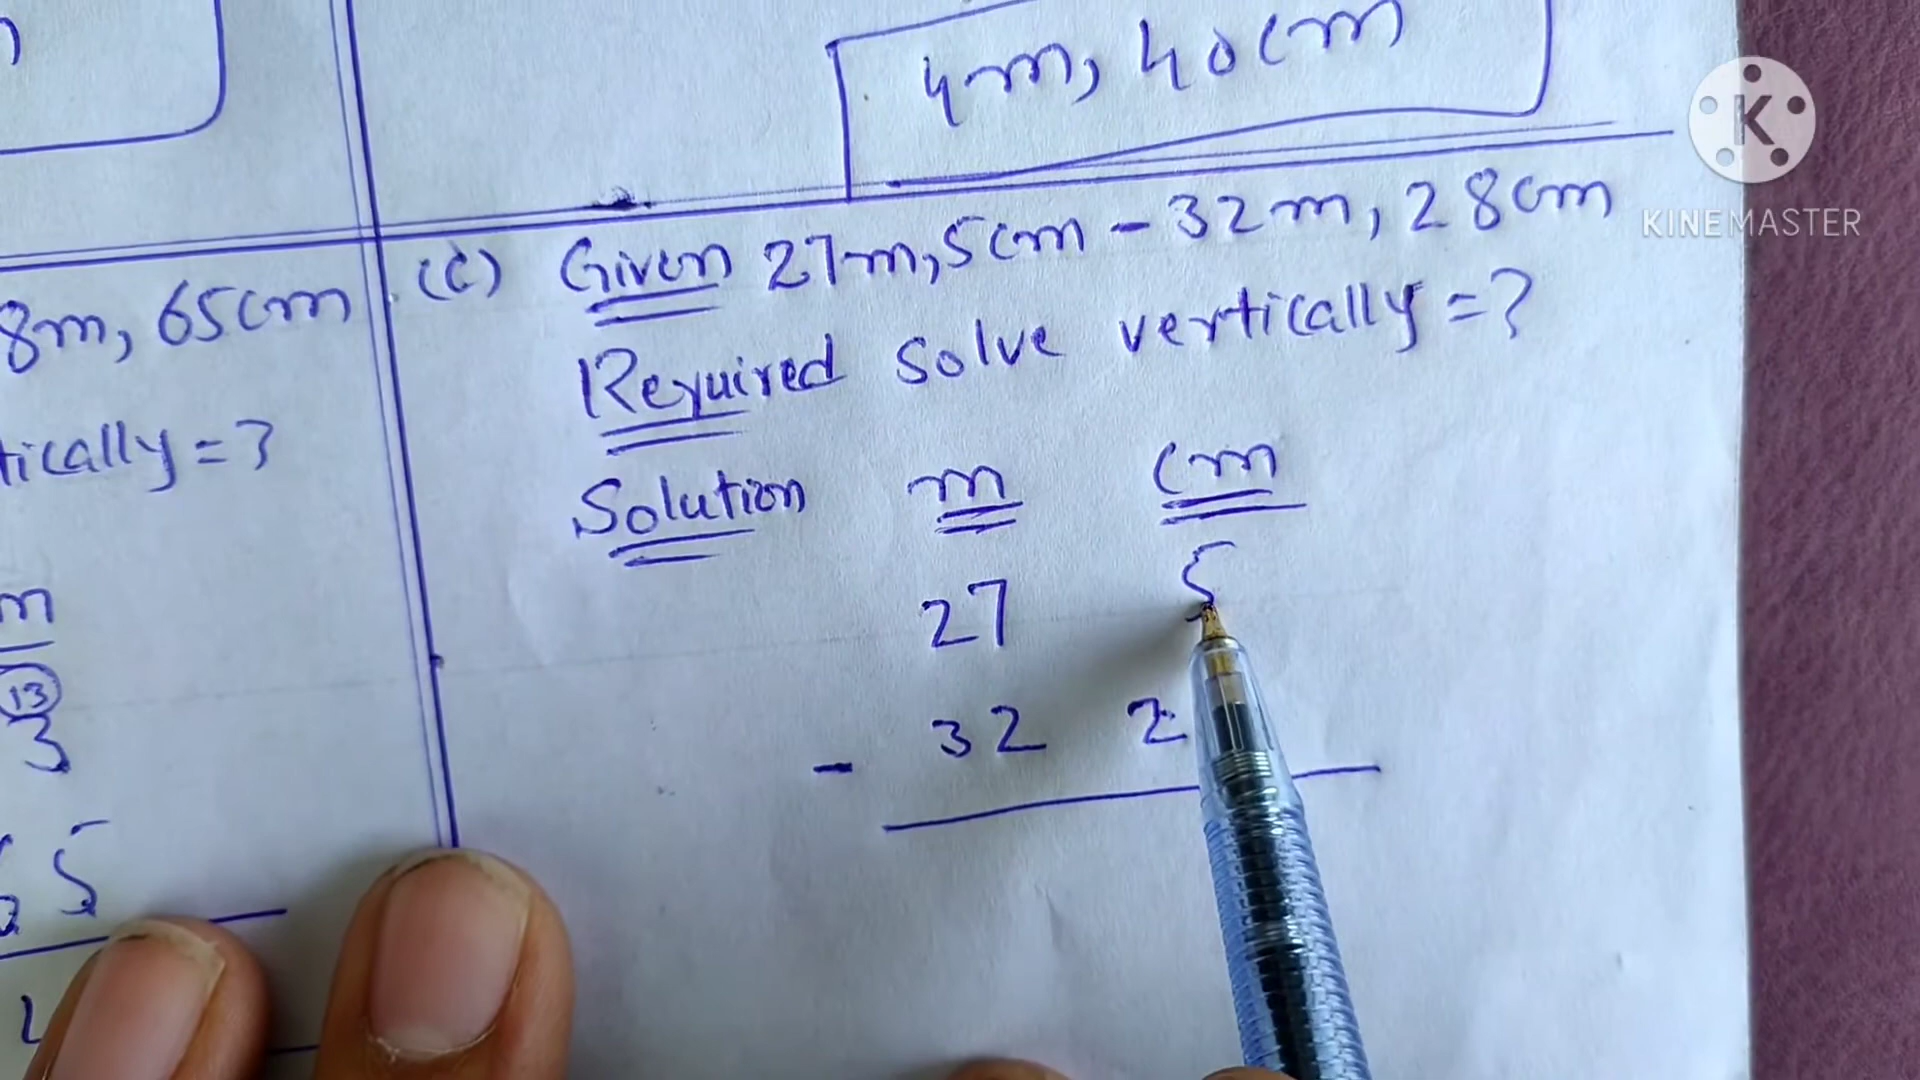 4m, 40cm
K
KINEMASTER
8m, 65cm
tically = ?
m
13
3
5
(c) Given 27m, 5cm - 32m, 28cm
Required solve vertically = ?
Solution m cm
27 5
- 32 2